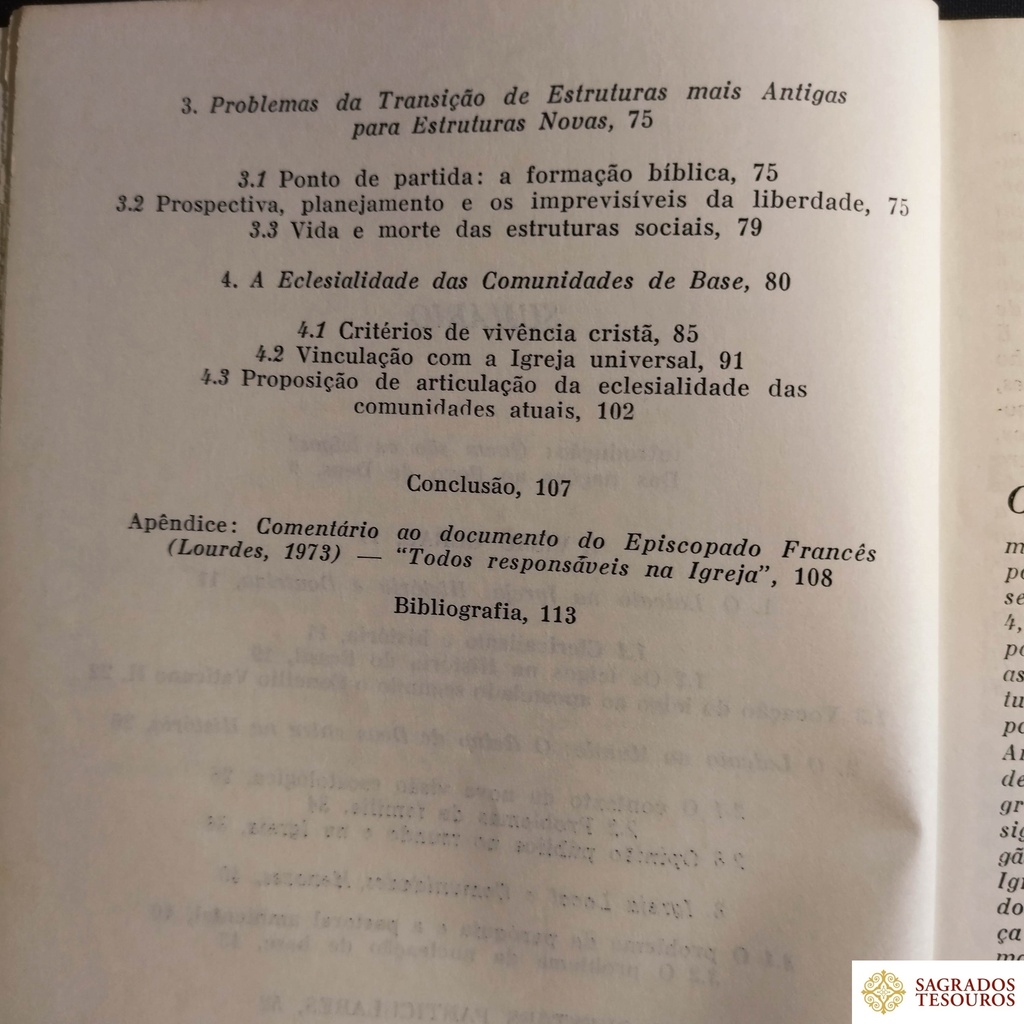 3. Problemas da Transição de Estruturas mais Antigas
para Estruturas Novas, 75
3.1 Ponto de partida: a formação bíblica, 75
3.2 Prospectiva, planejamento e os imprevisíveis da liberdade, 75
3.3 Vida e morte das estruturas sociais, 79
4. A Eclesialidade das Comunidades de Base, 80
4.1 Critérios de vivência cristã, 85
4.2 Vinculação com a Igreja universal, 91
4.3 Proposição de articulação da eclesialidade das
comunidades atuais, 102
Conclusão, 107
Apêndice: Comentário ao documento do Episcopado Francês
(Lourdes, 1973) — “Todos responsáveis na Igreja”, 108
Bibliografia, 113
SAGRADOS
TESOUROS